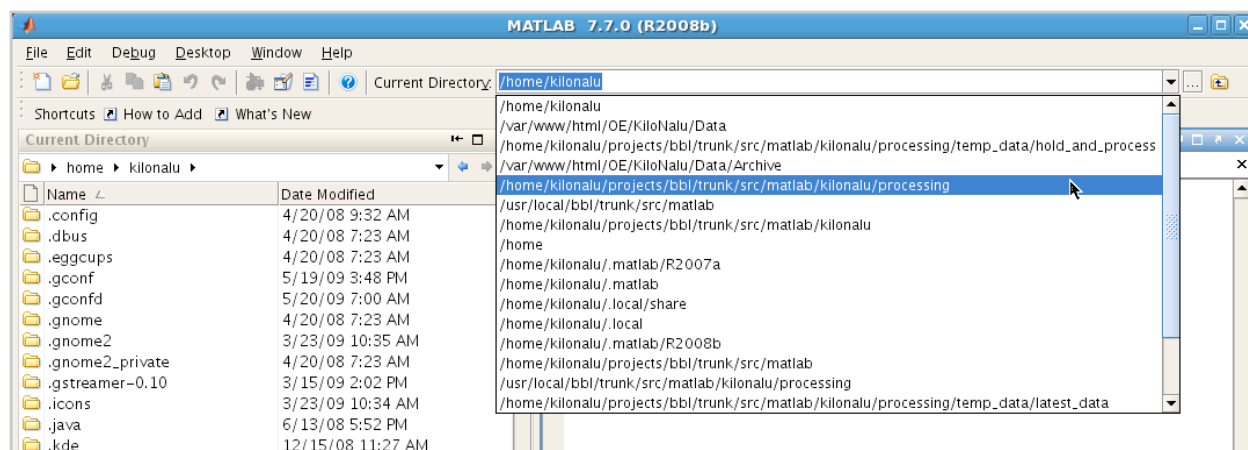 MATLAB 7.7.0 (R2008b)
File Edit Debug Desktop Window Help
Current Directory: /home/kilonalu
Shortcuts How to Add What's New
Current Directory
home kilonalu
Name Date Modified
.config 4/20/08 9:32 AM
.dbus 4/20/08 7:23 AM
.eggcups 4/20/08 7:23 AM
.gconf 5/19/09 3:48 PM
.gconfd 5/20/09 7:00 AM
.gnome 4/20/08 7:23 AM
.gnome2 3/23/09 10:35 AM
.gnome2_private 4/20/08 7:23 AM
.gstreamer-0.10 3/15/09 2:02 PM
.icons 3/23/09 10:34 AM
.java 6/13/08 5:52 PM
.kde 12/15/08 11:27 AM
/home/kilonalu
/var/www/html/OE/KiloNalu/Data
/home/kilonalu/projects/bbl/trunk/src/matlab/kilonalu/processing/temp_data/hold_and_process
/var/www/html/OE/KiloNalu/Data/Archive
/home/kilonalu/projects/bbl/trunk/src/matlab/kilonalu/processing
/usr/local/bbl/trunk/src/matlab
/home/kilonalu/projects/bbl/trunk/src/matlab/kilonalu
/home
/home/kilonalu/.matlab/R2007a
/home/kilonalu/.matlab
/home/kilonalu/.local/share
/home/kilonalu/.local
/home/kilonalu/.matlab/R2008b
/home/kilonalu/projects/bbl/trunk/src/matlab
/usr/local/bbl/trunk/src/matlab/kilonalu/processing
/home/kilonalu/projects/bbl/trunk/src/matlab/kilonalu/processing/temp_data/latest_data